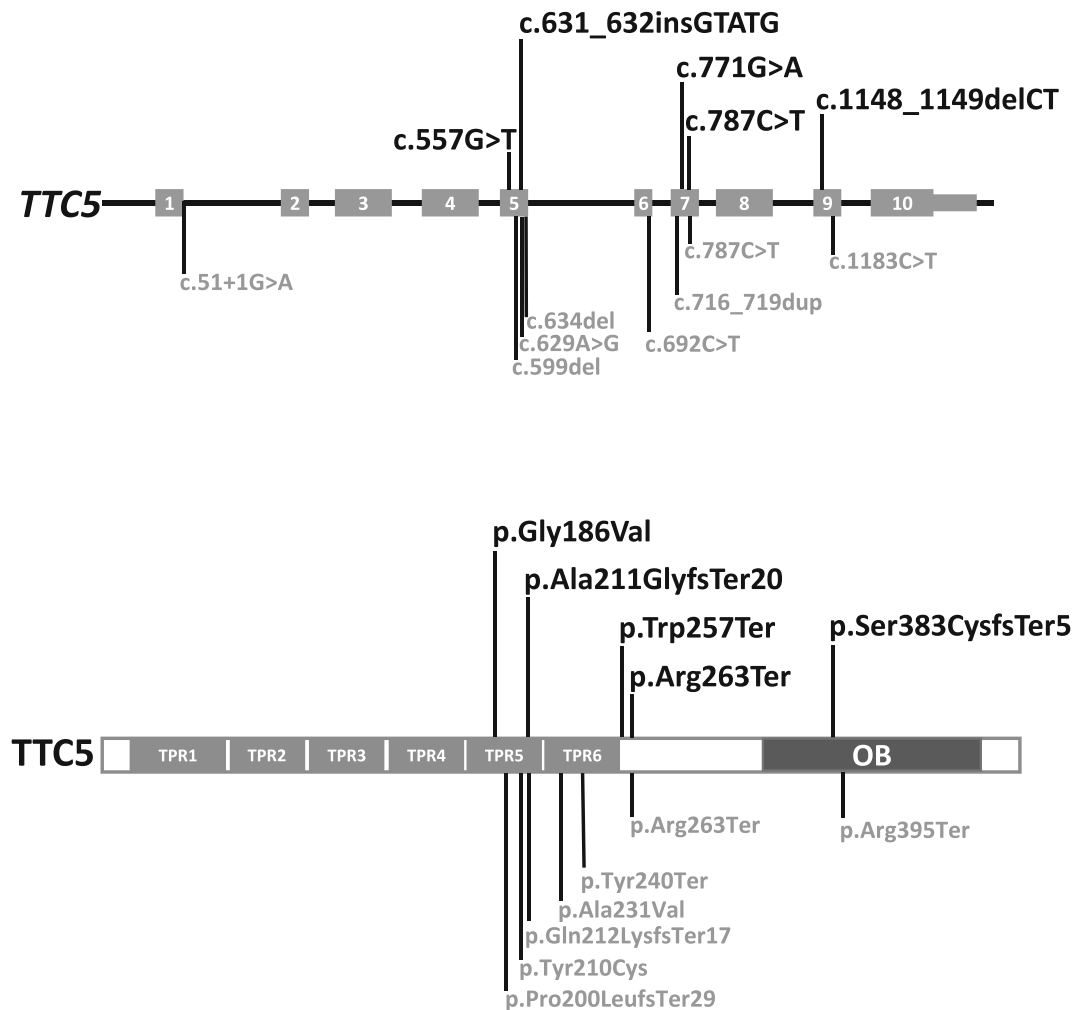 c.631_632insGTATG
c.771G>A
c.1148_1149delCT
c.787C>T
c.557G>T
TTC5 1 2 3 4 5 6 7 8 9 10
c.787C>T
c.1183C>T
c.51+1G>A
c.716_719dup
c.634del
c.629A>G
c.692C>T
c.599del
p.Gly186Val
p.Ala211GlyfsTer20
p.Trp257Ter
p.Ser383CysfsTer5
p.Arg263Ter
TTC5 TPR1 TPR2 TPR3 TPR4 TPR5 TPR6 OB
p.Arg263Ter
p.Arg395Ter
p.Tyr240Ter
p.Ala231Val
p.Gln212LysfsTer17
p.Tyr210Cys
p.Pro200LeufsTer29